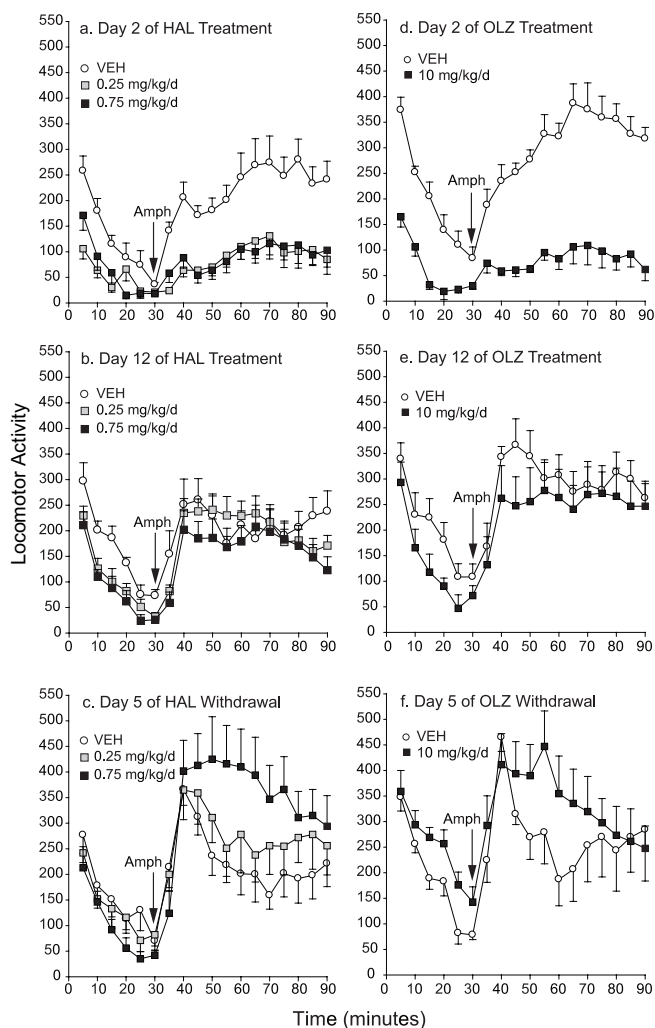 a. Day 2 of HAL Treatment
VEH
0.25 mg/kg/d
0.75 mg/kg/d
Amph
550
500
450
400
350
300
250
200
150
100
50
0
0 10 20 30 40 50 60 70 80 90
d. Day 2 of OLZ Treatment
VEH
10 mg/kg/d
Amph
550
500
450
400
350
300
250
200
150
100
50
0
0 10 20 30 40 50 60 70 80 90
b. Day 12 of HAL Treatment
VEH
0.25 mg/kg/d
0.75 mg/kg/d
Amph
550
500
450
400
350
300
250
200
150
100
50
0
0 10 20 30 40 50 60 70 80 90
e. Day 12 of OLZ Treatment
VEH
10 mg/kg/d
Amph
550
500
450
400
350
300
250
200
150
100
50
0
0 10 20 30 40 50 60 70 80 90
Locomotor Activity
c. Day 5 of HAL Withdrawal
VEH
0.25 mg/kg/d
0.75 mg/kg/d
Amph
550
500
450
400
350
300
250
200
150
100
50
0
0 10 20 30 40 50 60 70 80 90
f. Day 5 of OLZ Withdrawal
VEH
10 mg/kg/d
Amph
550
500
450
400
350
300
250
200
150
100
50
0
0 10 20 30 40 50 60 70 80 90
Time (minutes)